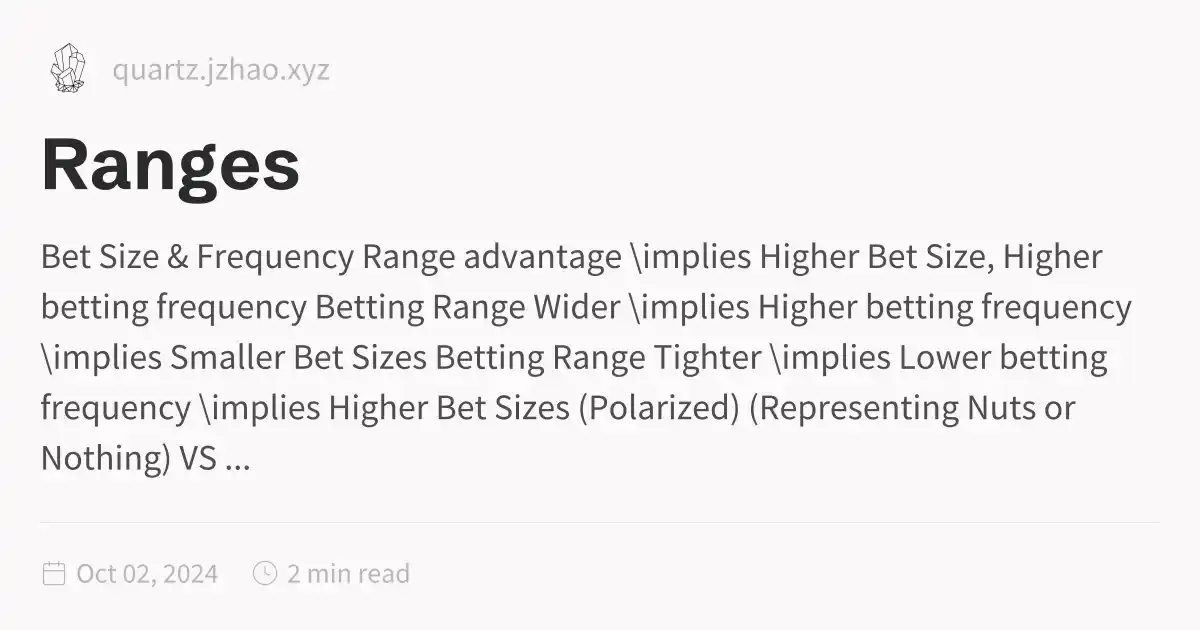 quartz.jzhao.xyz
Ranges
Bet Size & Frequency Range advantage \implies Higher Bet Size, Higher
betting frequency Betting Range Wider \implies Higher betting frequency
\implies Smaller Bet Sizes Betting Range Tighter \implies Lower betting
frequency \implies Higher Bet Sizes (Polarized) (Representing Nuts or
Nothing) VS ...
Oct 02, 2024 2 min read